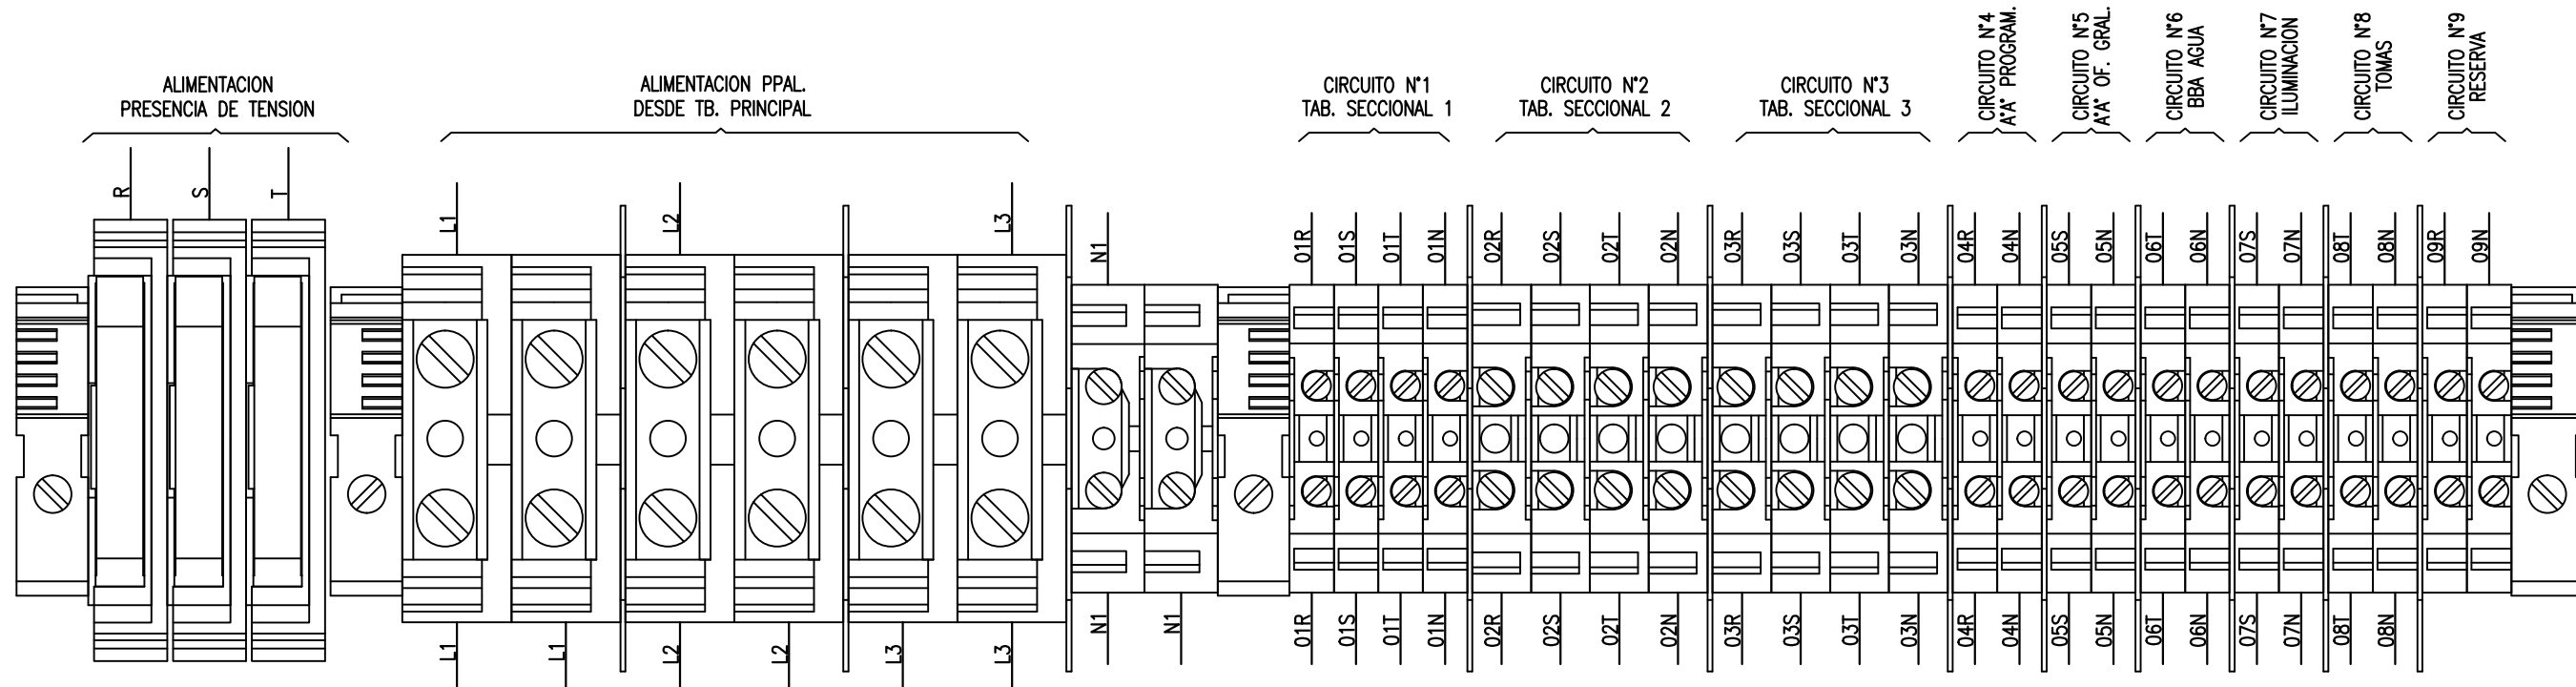 ALIMENTACION
PRESENCIA DE TENSION
ALIMENTACION PPAL.
DESDE TB. PRINCIPAL
CIRCUITO N°1
TAB. SECCIONAL 1
CIRCUITO N°2
TAB. SECCIONAL 2
CIRCUITO N°3
TAB. SECCIONAL 3
CIRCUITO N°4
A°A° PROGRAM.
CIRCUITO N°5
A°A° OF. GRAL.
CIRCUITO N°6
BBA AGUA
CIRCUITO N°7
ILUMINACION
CIRCUITO N°8
TOMAS
CIRCUITO N°9
RESERVA
R
S
T
L1
L2
L3
N1
01R
01S
01T
01N
02R
02S
02T
02N
03R
03S
03T
03N
04R
04N
05S
05N
06T
06N
07S
07N
08T
08N
09R
09N
L1
L1
L2
L2
L3
L3
N1
N1
01R
01S
01T
01N
02R
02S
02T
02N
03R
03S
03T
03N
04R
04N
05S
05N
06T
06N
07S
07N
08T
08N